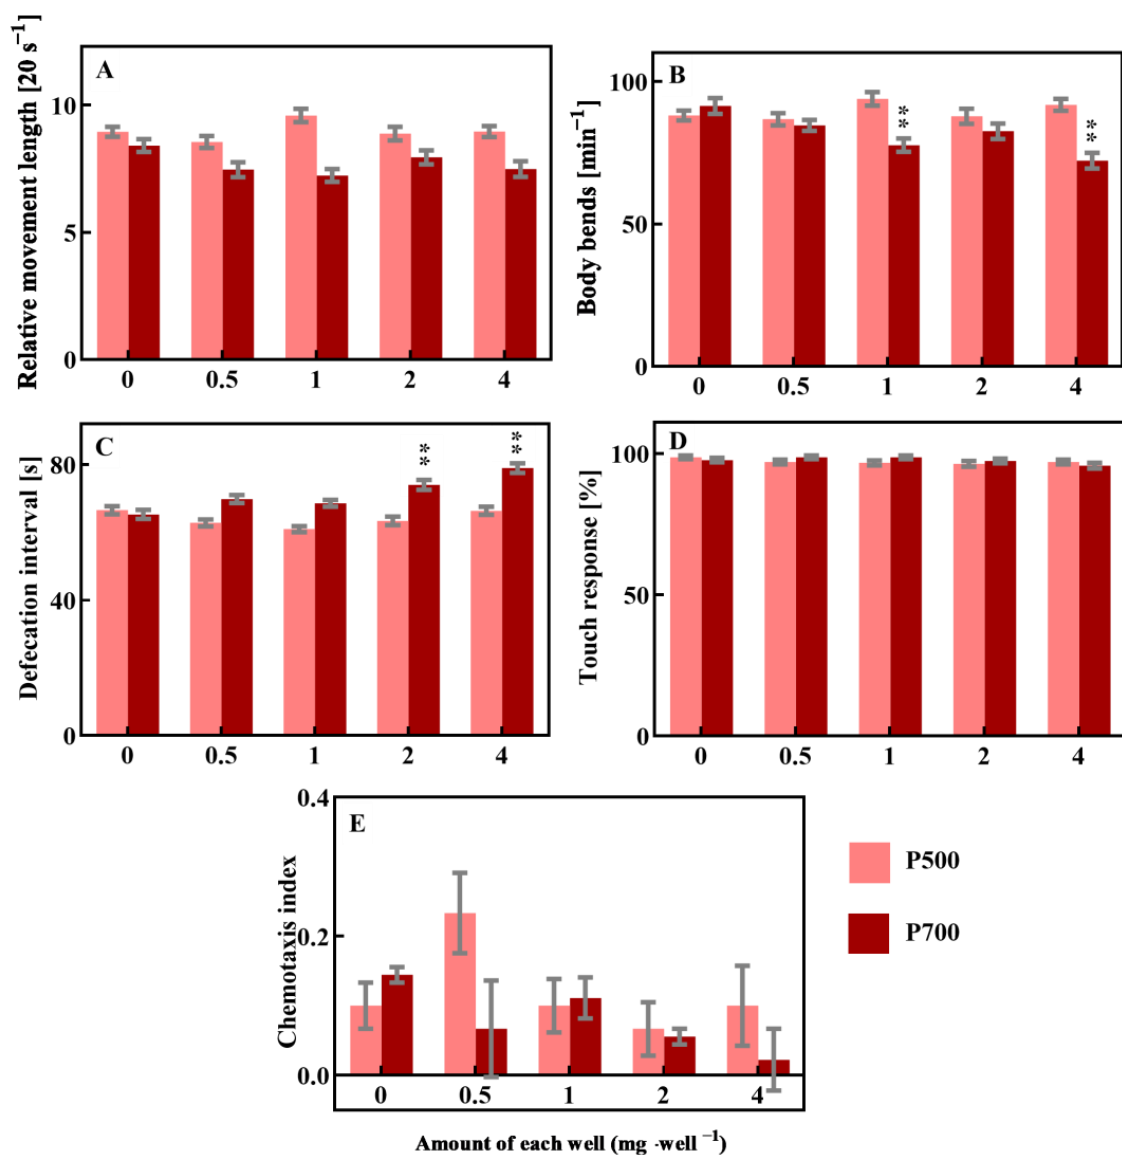 A
Relative movement length [20 s⁻¹]
10
5
0
0 0.5 1 2 4
B
Body bends [min⁻¹]
100
50
0
**
**
0 0.5 1 2 4
C
Defecation interval [s]
80
40
0
**
**
0 0.5 1 2 4
D
Touch response [%]
100
50
0
0 0.5 1 2 4
E
Chemotaxis index
0.4
0.2
0.0
0 0.5 1 2 4
P500
P700
Amount of each well (mg ·well ⁻¹)